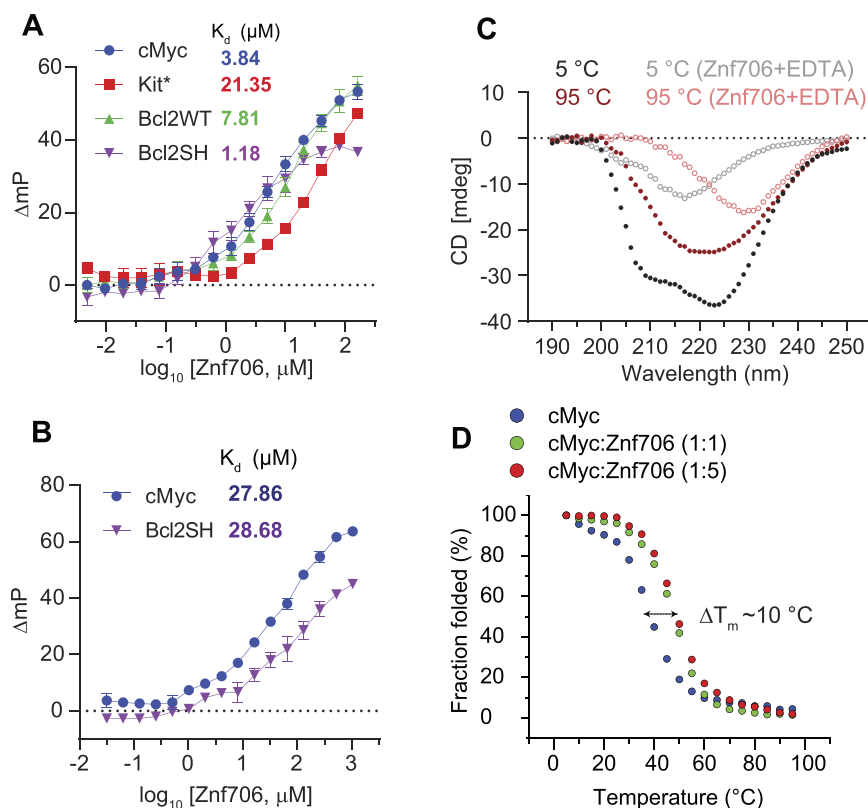 A
ΔmP
K_d (µM)
cMyc 3.84
Kit* 21.35
Bcl2WT 7.81
Bcl2SH 1.18
60
40
20
0
-2 -1 0 1 2
log10 [Znf706, µM]
B
ΔmP
K_d (µM)
cMyc 27.86
Bcl2SH 28.68
80
60
40
20
0
-2 -1 0 1 2 3
log10 [Znf706, µM]
C
5 °C 5 °C (Znf706+EDTA)
95 °C 95 °C (Znf706+EDTA)
CD [mdeg]
10
0
-10
-20
-30
-40
190 200 210 220 230 240 250
Wavelength (nm)
D
cMyc
cMyc:Znf706 (1:1)
cMyc:Znf706 (1:5)
Fraction folded (%)
100
80
60
40
20
0
ΔTm ~10 °C
0 20 40 60 80 100
Temperature (°C)